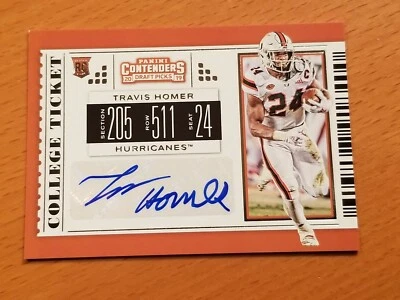 RC
PANINI
CONTENDERS
20 DRAFT PICKS 19
COLLEGE TICKET
TRAVIS HOMER
SECTION 205 ROW 511 SEAT 24
HURRICANES™
24
C